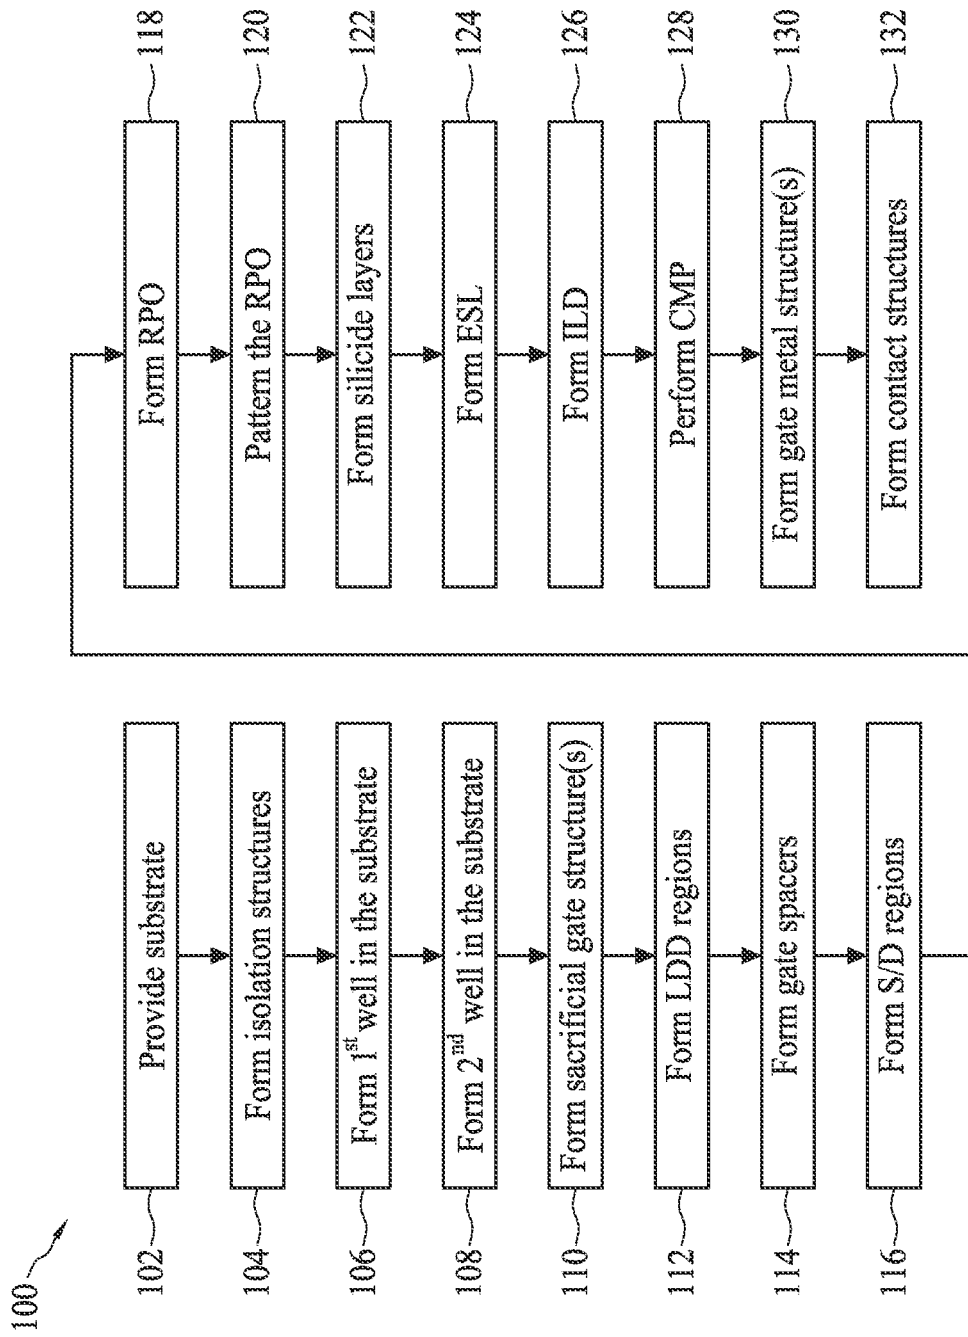 100
102
Provide substrate
104
Form isolation structures
106
Form 1st well in the substrate
108
Form 2nd well in the substrate
110
Form sacrificial gate structure(s)
112
Form LDD regions
114
Form gate spacers
116
Form S/D regions
Form RPO
118
Pattern the RPO
120
Form silicide layers
122
Form ESL
124
Form ILD
126
Perform CMP
128
Form gate metal structure(s)
130
Form contact structures
132